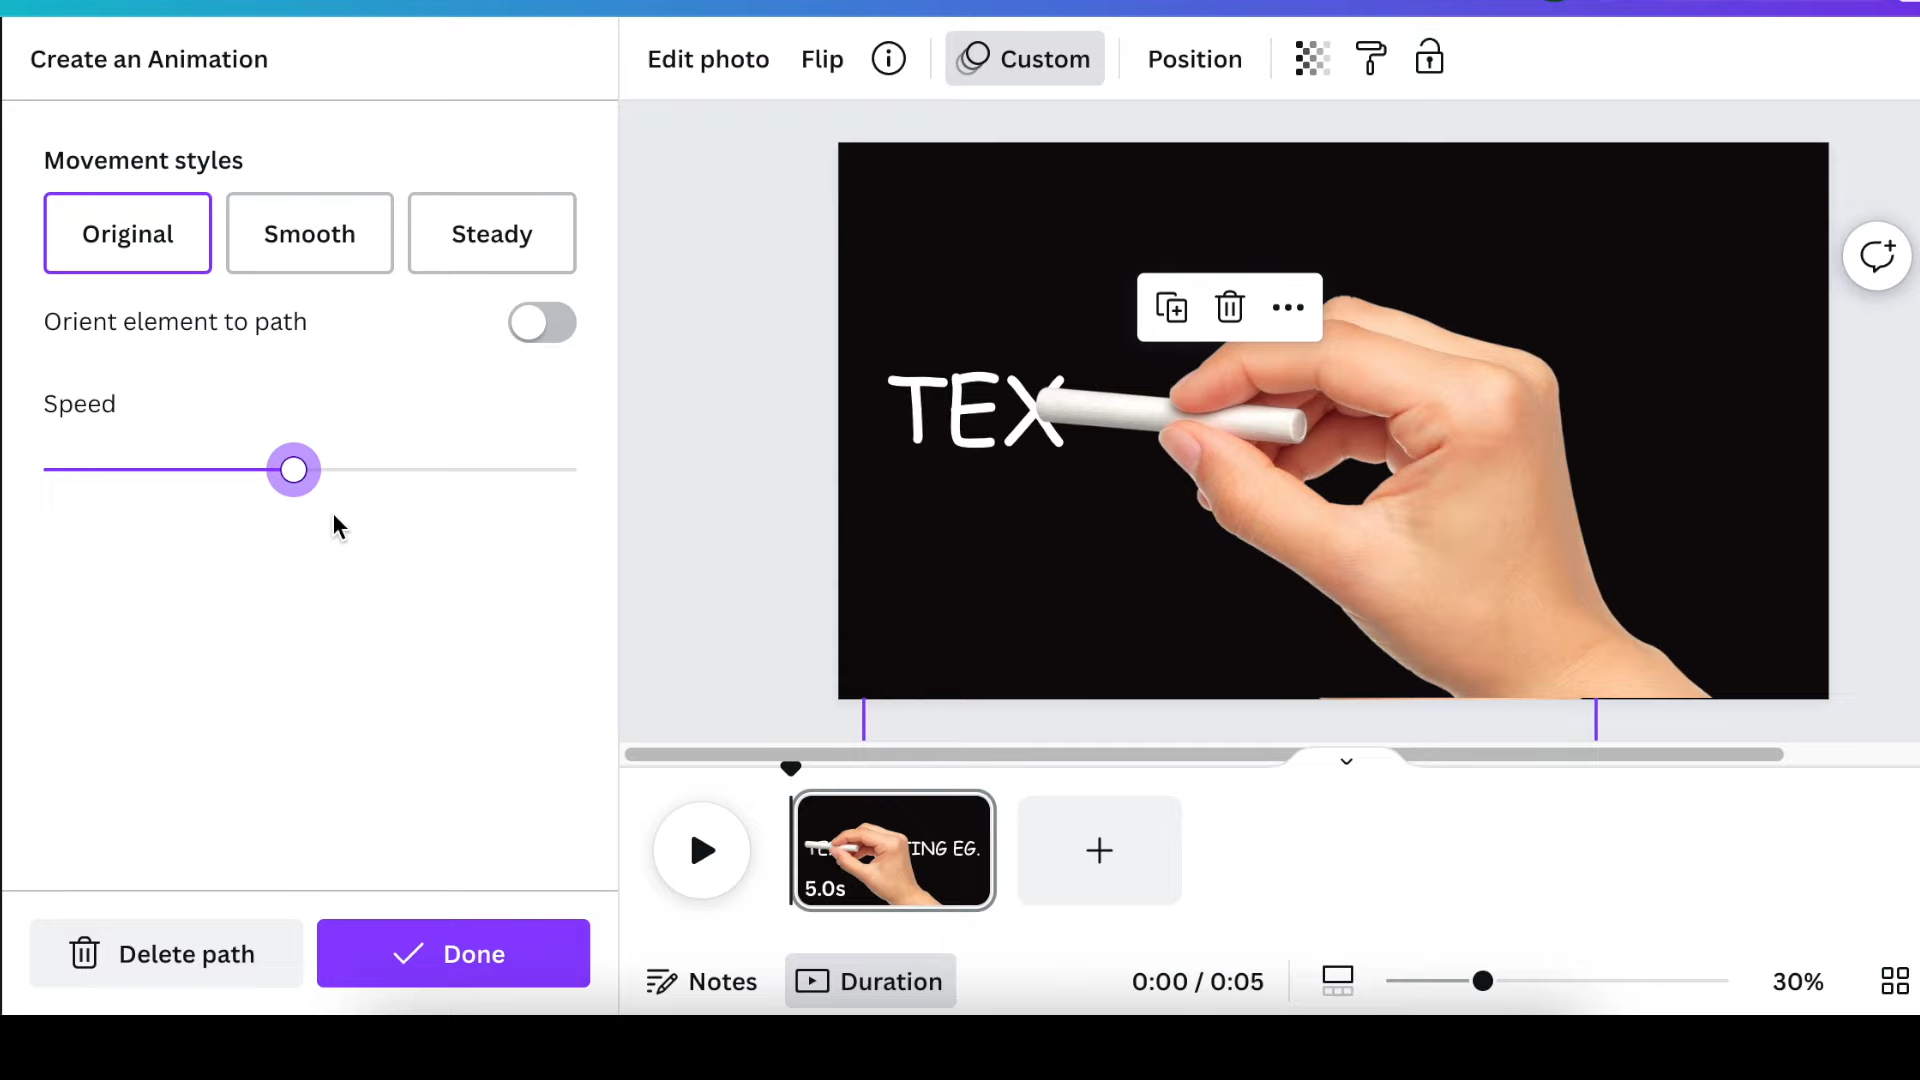 Create an Animation
Edit photo Flip Custom Position
Movement styles
Original Smooth Steady
Orient element to path
Speed
TEX
ING EG.
5.0s
Delete path Done
Notes Duration 0:00 / 0:05 30%